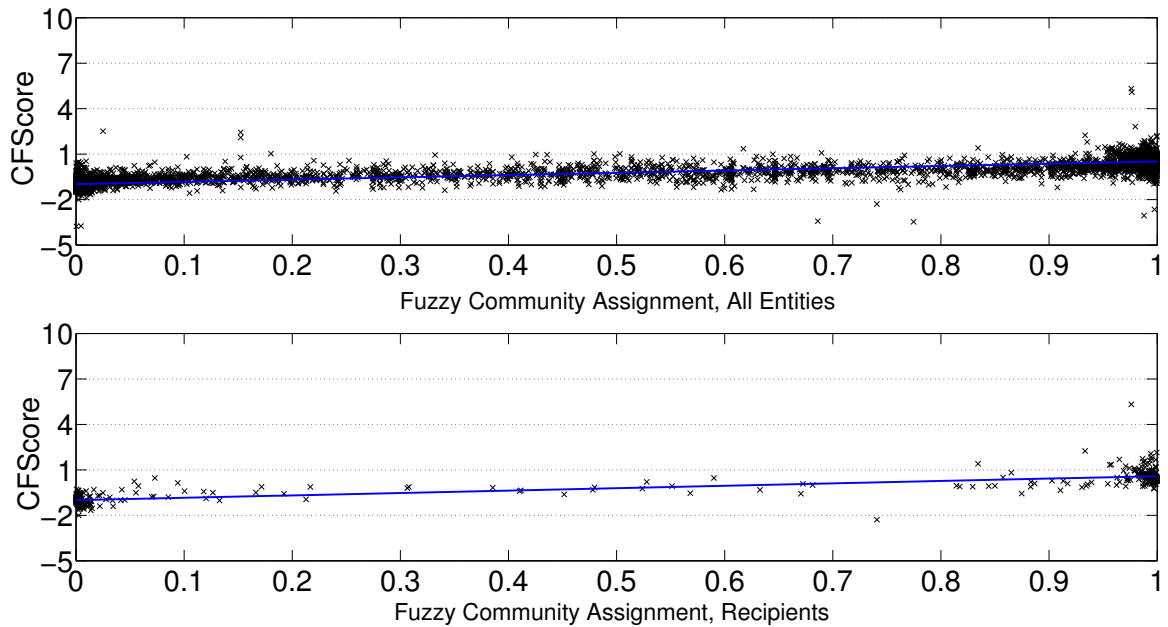 10
7
4
1
−2
−5
CFScore
0 0.1 0.2 0.3 0.4 0.5 0.6 0.7 0.8 0.9 1
Fuzzy Community Assignment, All Entities
10
7
4
1
−2
−5
CFScore
0 0.1 0.2 0.3 0.4 0.5 0.6 0.7 0.8 0.9 1
Fuzzy Community Assignment, Recipients